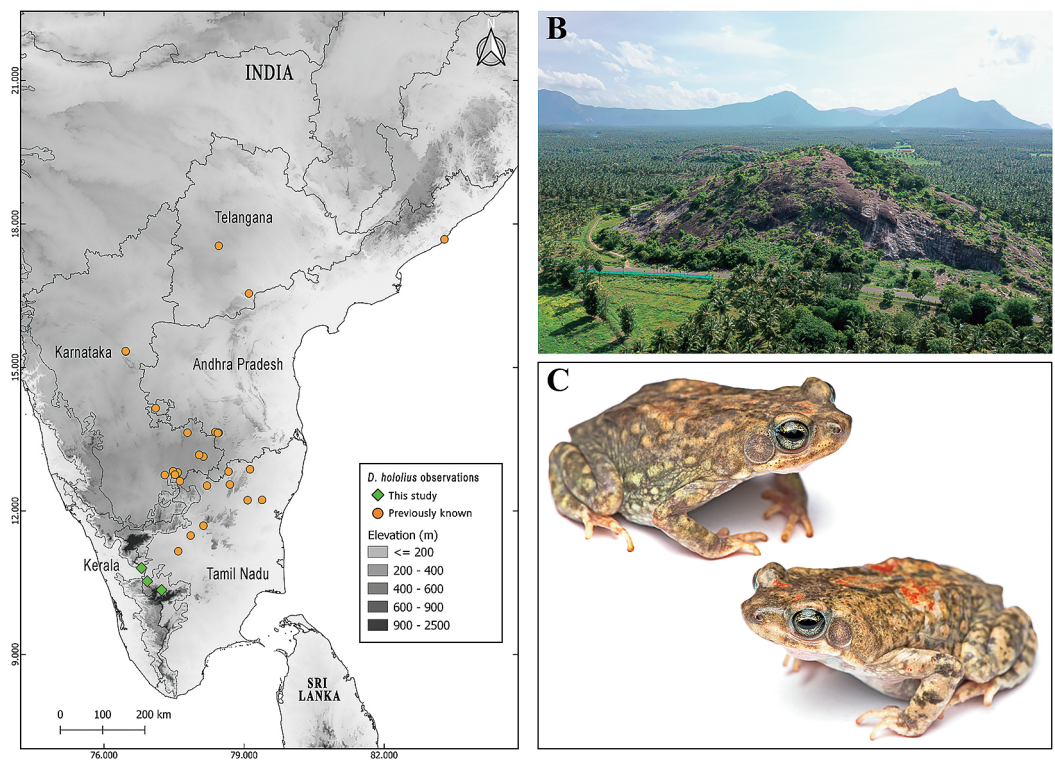 N
INDIA
Telangana
Karnataka
Andhra Pradesh
Kerala
Tamil Nadu
SRI
LANKA
D. hololius observations
This study
Previously known
Elevation (m)
<= 200
200 - 400
400 - 600
600 - 900
900 - 2500
0 100 200 km
21.000
18.000
15.000
12.000
9.000
76.000 79.000 82.000
B
C